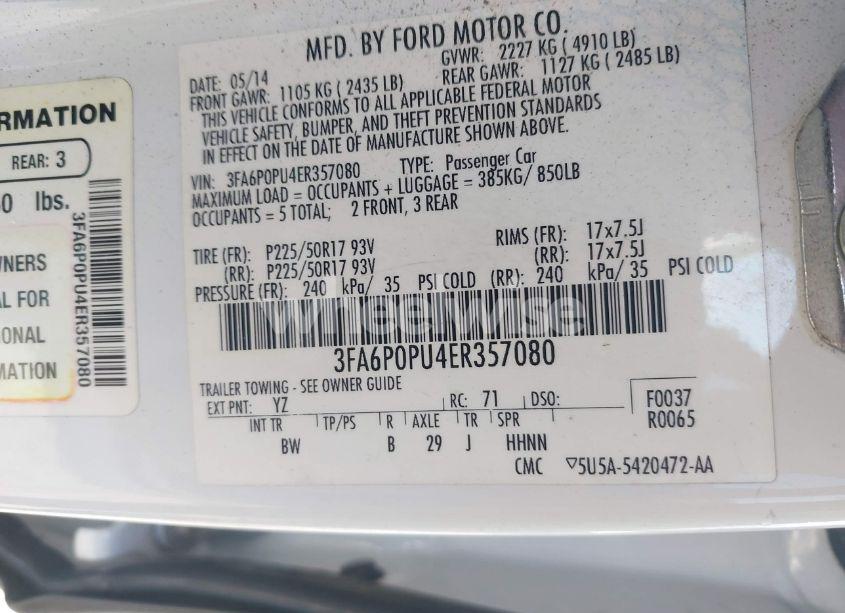 MFD. BY FORD MOTOR CO.
DATE: 05/14 GVWR: 2227 KG ( 4910 LB)
FRONT GAWR: 1105 KG ( 2435 LB) REAR GAWR: 1127 KG ( 2485 LB)
THIS VEHICLE CONFORMS TO ALL APPLICABLE FEDERAL MOTOR
VEHICLE SAFETY, BUMPER, AND THEFT PREVENTION STANDARDS
IN EFFECT ON THE DATE OF MANUFACTURE SHOWN ABOVE.
VIN: 3FA6P0PU4ER357080 TYPE: Passenger Car
MAXIMUM LOAD = OCCUPANTS + LUGGAGE = 385KG/ 850LB
OCCUPANTS = 5 TOTAL; 2 FRONT, 3 REAR
TIRE (FR): P225/50R17 93V RIMS (FR): 17x7.5J
(RR): P225/50R17 93V (RR): 17x7.5J
PRESSURE (FR): 240 kPa/ 35 PSI COLD (RR): 240 kPa/ 35 PSI COLD
wheelwise
3FA6P0PU4ER357080
TRAILER TOWING - SEE OWNER GUIDE
EXT PNT: YZ RC: 71 DSO: F0037
INT TR TP/PS R AXLE TR SPR R0065
BW B 29 J HHNN
CMC ▽5U5A-5420472-AA
RMATION
REAR: 3
0 lbs.
WNERS
AL FOR
IONAL
MATION
3FA6P0PU4ER357080